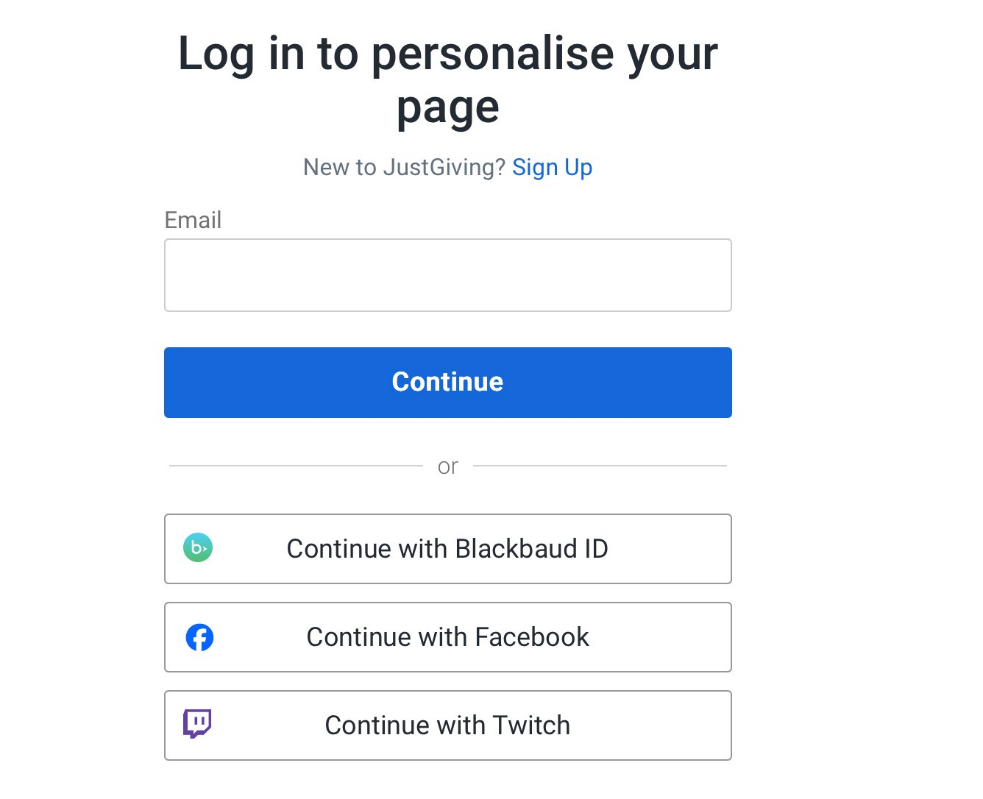 Log in to personalise your
page
New to JustGiving? Sign Up
Email
Continue
or
b›
Continue with Blackbaud ID
Continue with Facebook
Continue with Twitch